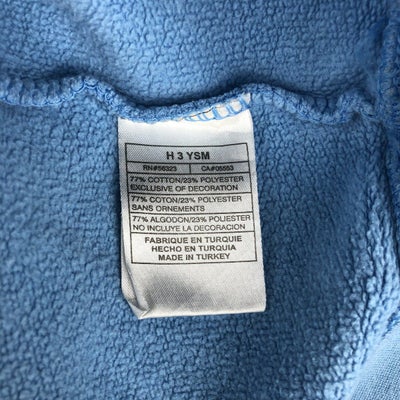 H 3 YSM
RN#56323 CA#05553
77% COTTON/23% POLYESTER
EXCLUSIVE OF DECORATION
77% COTON/23% POLYESTER
SANS ORNEMENTS
77% ALGODON/23% POLIESTER
NO INCLUYE LA DECORACION
FABRIQUE EN TURQUIE
HECHO EN TURQUIA
MADE IN TURKEY